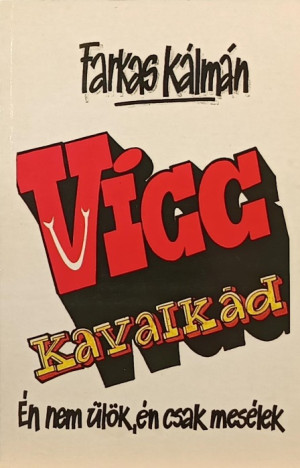 Farkas Kálmán
Vicc
Kavalkád
Én nem ülök, én csak mesélek